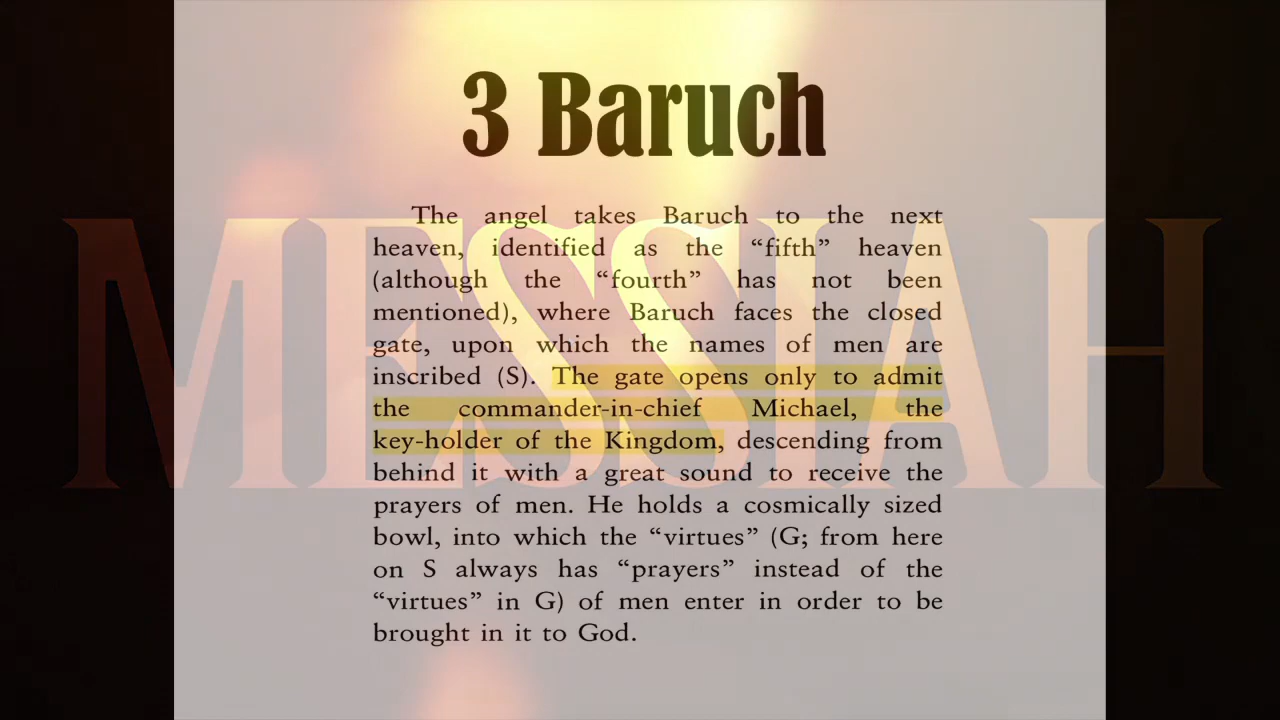 3 Baruch
MESSIAH
The angel takes Baruch to the next
heaven, identified as the “fifth” heaven
(although the “fourth” has not been
mentioned), where Baruch faces the closed
gate, upon which the names of men are
inscribed (S). The gate opens only to admit
the commander-in-chief Michael, the
key-holder of the Kingdom, descending from
behind it with a great sound to receive the
prayers of men. He holds a cosmically sized
bowl, into which the “virtues” (G; from here
on S always has “prayers” instead of the
“virtues” in G) of men enter in order to be
brought in it to God.